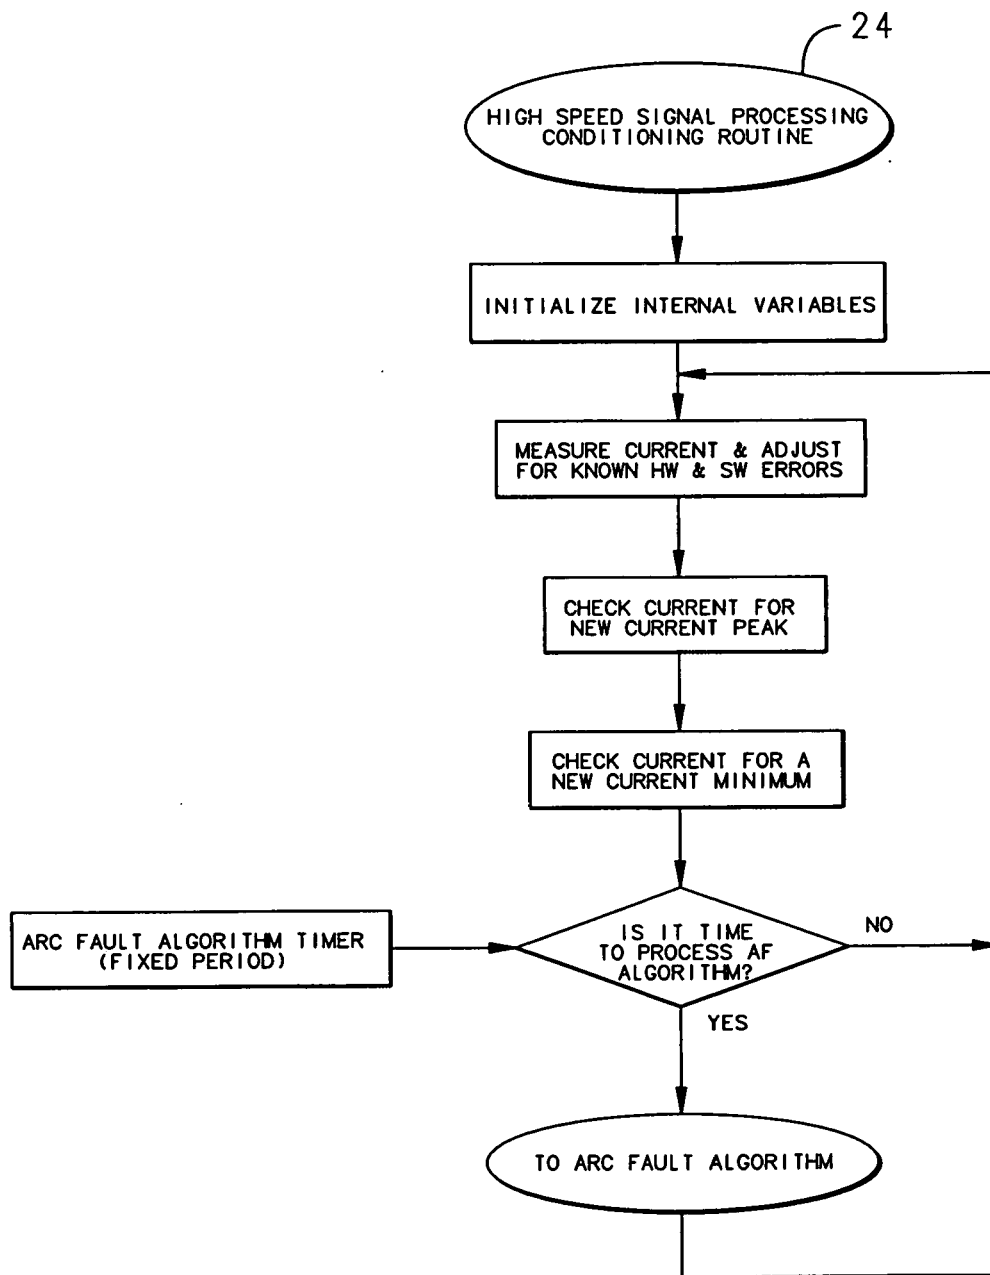 24
HIGH SPEED SIGNAL PROCESSING
CONDITIONING ROUTINE
INITIALIZE INTERNAL VARIABLES
MEASURE CURRENT & ADJUST
FOR KNOWN HW & SW ERRORS
CHECK CURRENT FOR
NEW CURRENT PEAK
CHECK CURRENT FOR A
NEW CURRENT MINIMUM
ARC FAULT ALGORITHM TIMER
(FIXED PERIOD)
IS IT TIME
TO PROCESS AF
ALGORITHM?
NO
YES
TO ARC FAULT ALGORITHM